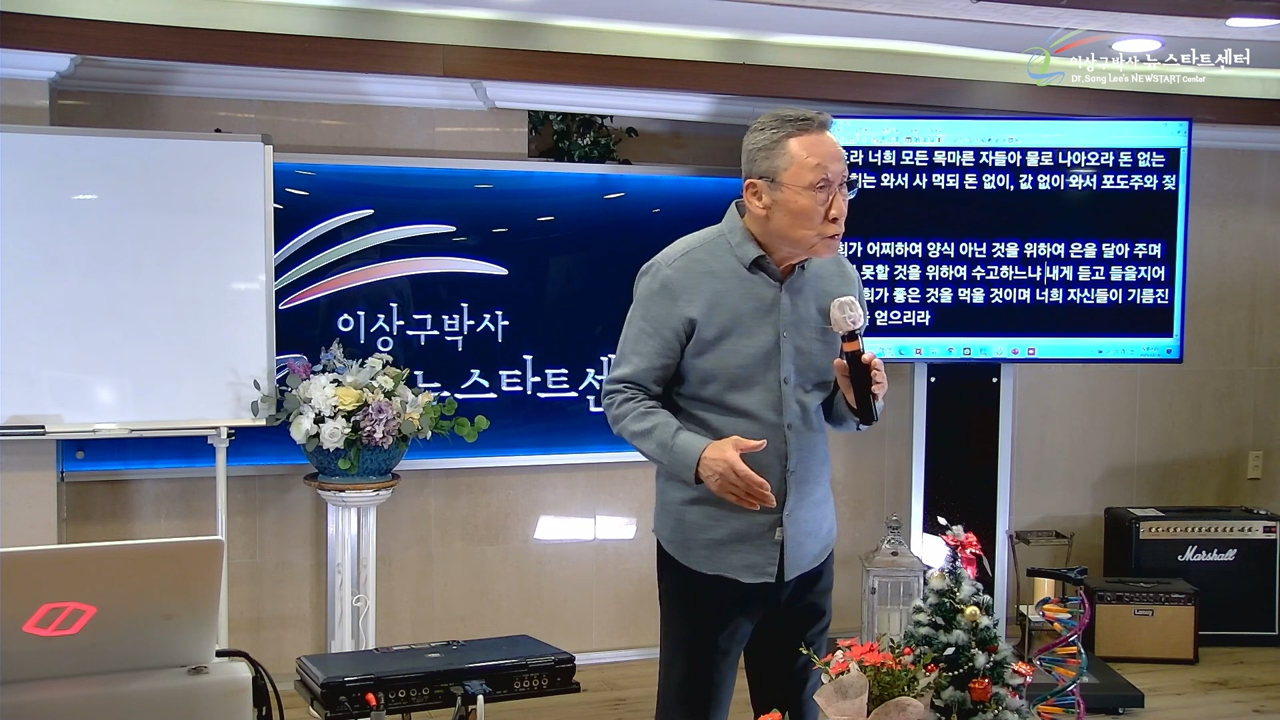 이상구박사 뉴스타트센터
Dr. Sang Lee's NEWSTART Center
너희 모든 목마른 자들아 물로 나아오라 돈 없는
와서 사 먹되 돈 없이, 값 없이 와서 포도주와 젖
어찌하여 양식 아닌 것을 위하여 은을 달아 주며
못할 것을 위하여 수고하느냐 내게 듣고 들을지어
좋은 것을 먹을 것이며 너희 자신들이 기름진
얻으리라
이상구박사
뉴스타트센
Marshall
Laney